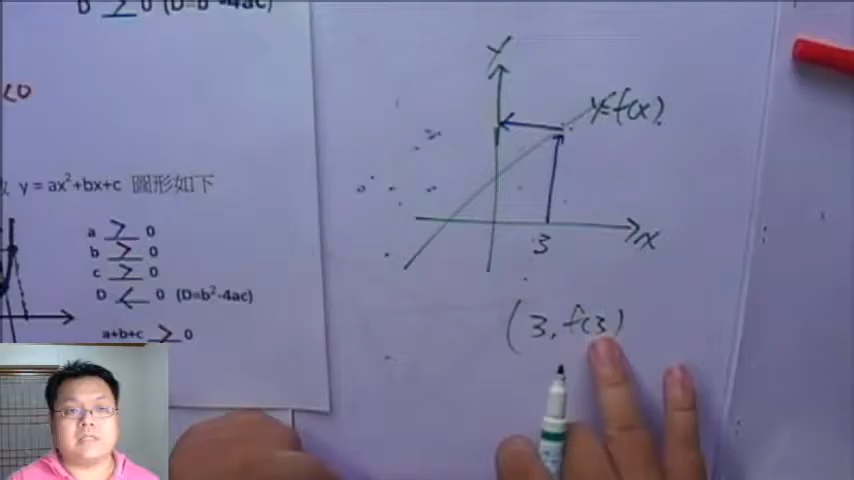 b > 0 (D=b²-4ac)
<0
y = ax²+bx+c 圖形如下
a > 0
b > 0
c > 0
D < 0 (D=b²-4ac)
a+b+c > 0
Y
y=f(x)
3
X
(3, f(3)